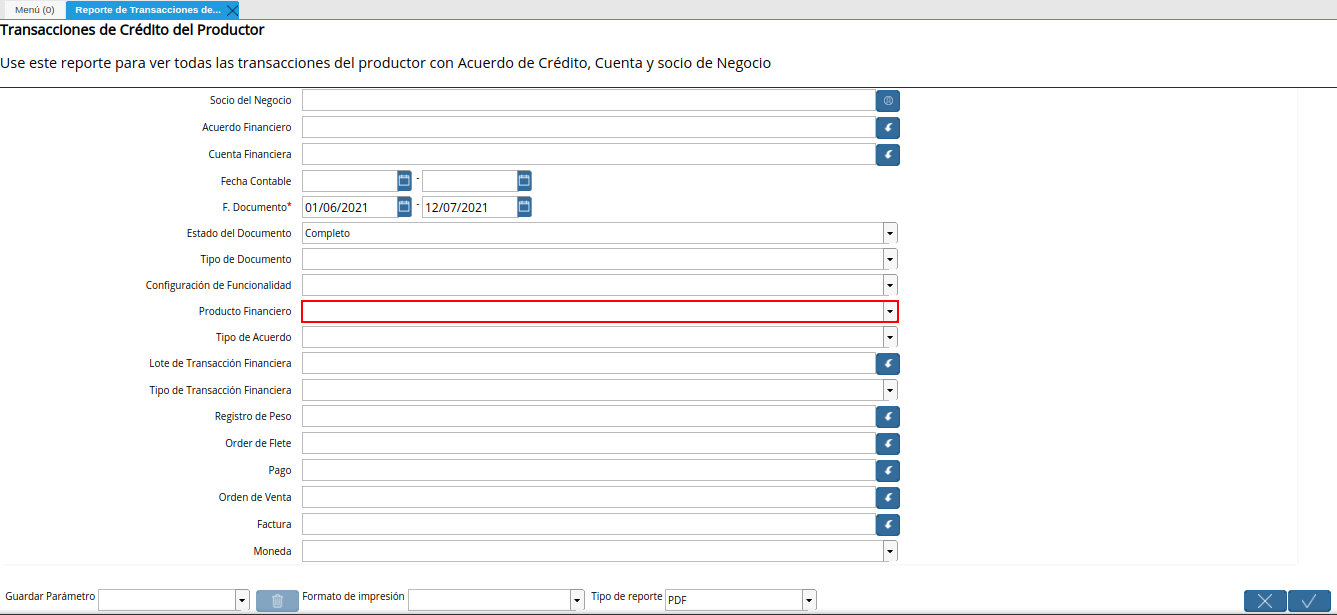 Menú (0) Reporte de Transacciones de...
Transacciones de Crédito del Productor
Use este reporte para ver todas las transacciones del productor con Acuerdo de Crédito, Cuenta y socio de Negocio
Socio del Negocio
Acuerdo Financiero
Cuenta Financiera
Fecha Contable -
F. Documento* 01/06/2021 - 12/07/2021
Estado del Documento Completo
Tipo de Documento
Configuración de Funcionalidad
Producto Financiero
Tipo de Acuerdo
Lote de Transacción Financiera
Tipo de Transacción Financiera
Registro de Peso
Order de Flete
Pago
Orden de Venta
Factura
Moneda
Guardar Parámetro Formato de impresión Tipo de reporte PDF